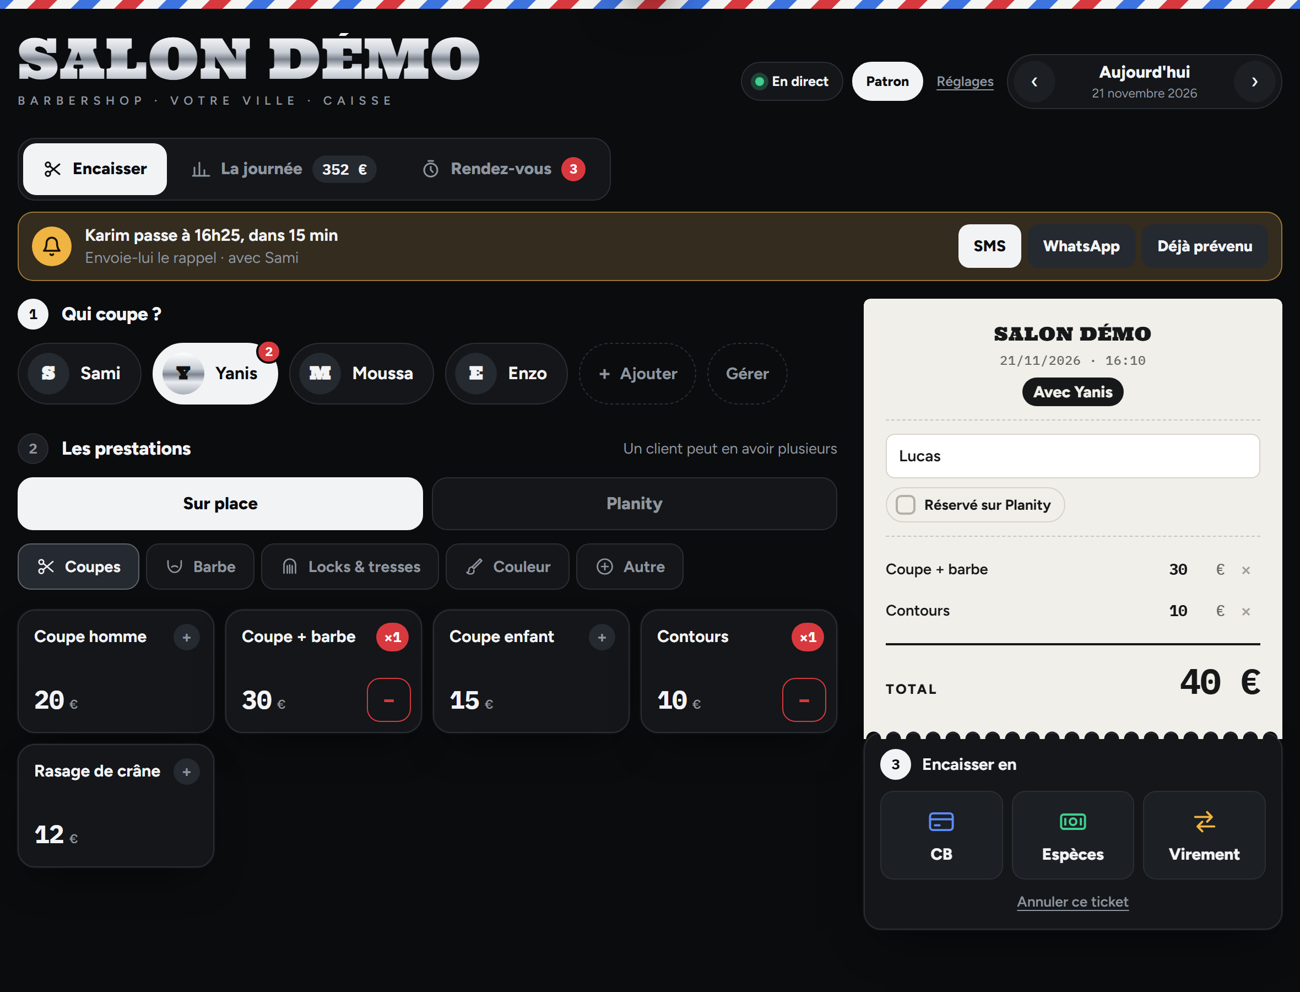 SALON DÉMO
BARBERSHOP · VOTRE VILLE · CAISSE
En direct
Patron
Réglages
‹
Aujourd'hui
21 novembre 2026
›
Encaisser
La journée 352 €
Rendez-vous 3
Karim passe à 16h25, dans 15 min
Envoie-lui le rappel · avec Sami
SMS
WhatsApp
Déjà prévenu
1 Qui coupe ?
S Sami
Y Yanis 2
M Moussa
E Enzo
+ Ajouter
Gérer
2 Les prestations
Un client peut en avoir plusieurs
Sur place
Planity
Coupes
Barbe
Locks & tresses
Couleur
Autre
Coupe homme +
20 €
Coupe + barbe ×1
30 € −
Coupe enfant +
15 €
Contours ×1
10 € −
Rasage de crâne +
12 €
SALON DÉMO
21/11/2026 · 16:10
Avec Yanis
Lucas
Réservé sur Planity
Coupe + barbe 30 € ×
Contours 10 € ×
TOTAL 40 €
3 Encaisser en
CB
Espèces
Virement
Annuler ce ticket